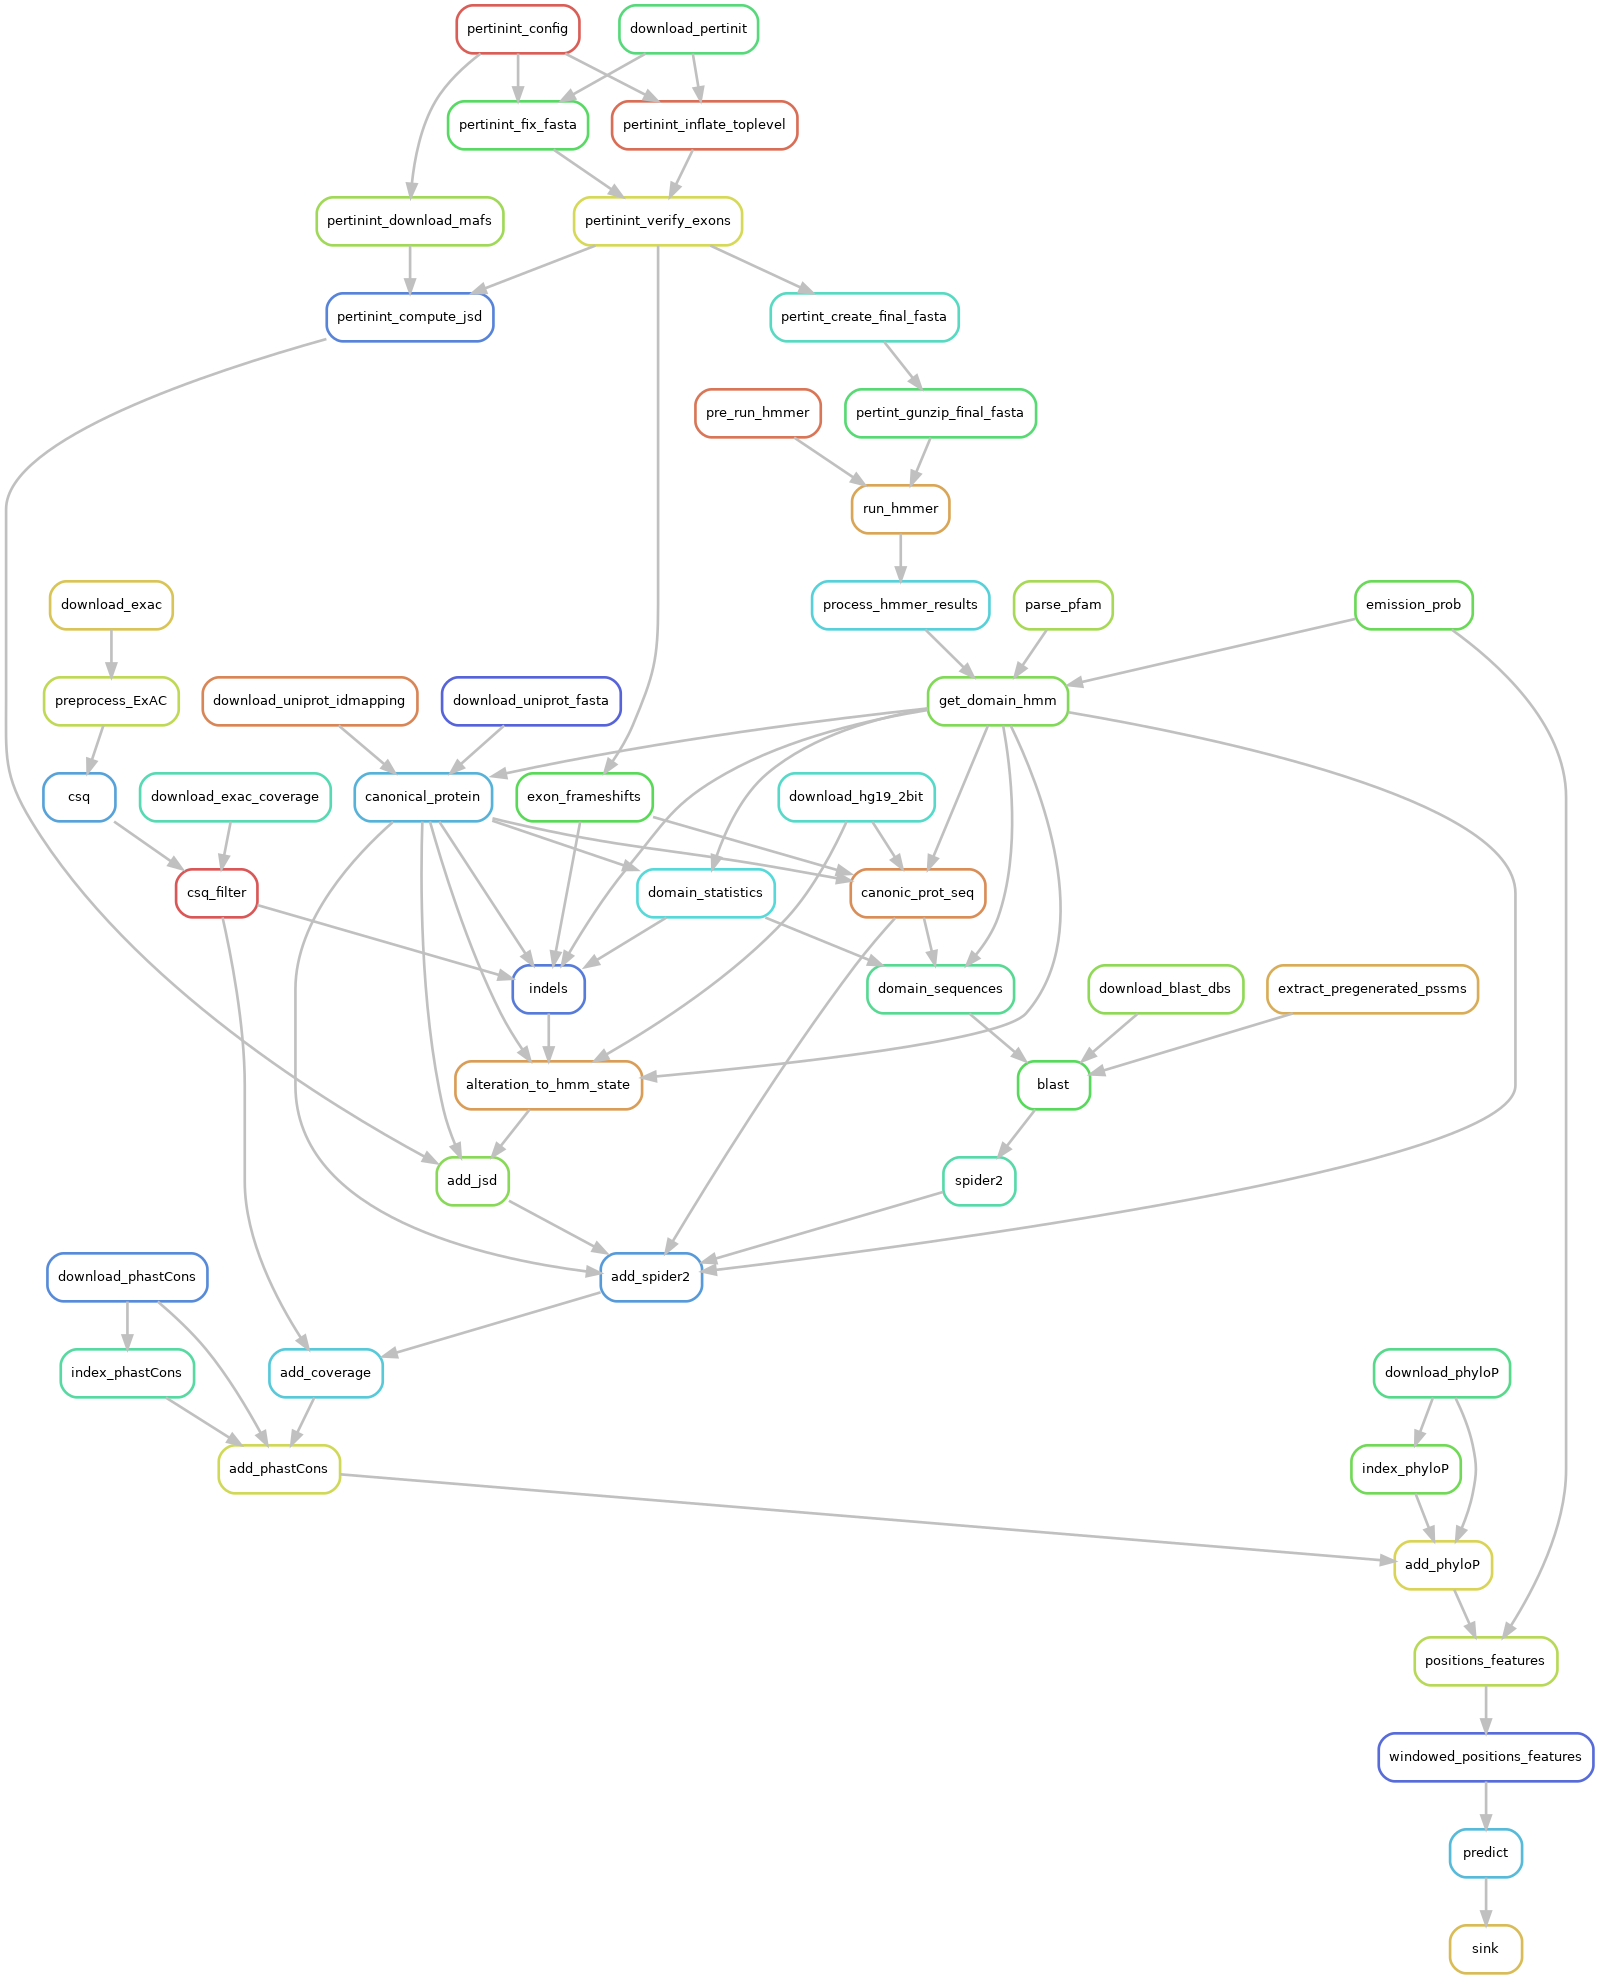 pertinint_config
download_pertinit
pertinint_fix_fasta
pertinint_inflate_toplevel
pertinint_download_mafs
pertinint_verify_exons
pertinint_compute_jsd
pertint_create_final_fasta
pre_run_hmmer
pertint_gunzip_final_fasta
run_hmmer
download_exac
process_hmmer_results
parse_pfam
emission_prob
preprocess_ExAC
download_uniprot_idmapping
download_uniprot_fasta
get_domain_hmm
csq
download_exac_coverage
canonical_protein
exon_frameshifts
download_hg19_2bit
csq_filter
domain_statistics
canonic_prot_seq
indels
domain_sequences
download_blast_dbs
extract_pregenerated_pssms
alteration_to_hmm_state
blast
add_jsd
spider2
download_phastCons
add_spider2
index_phastCons
add_coverage
download_phyloP
add_phastCons
index_phyloP
add_phyloP
positions_features
windowed_positions_features
predict
sink